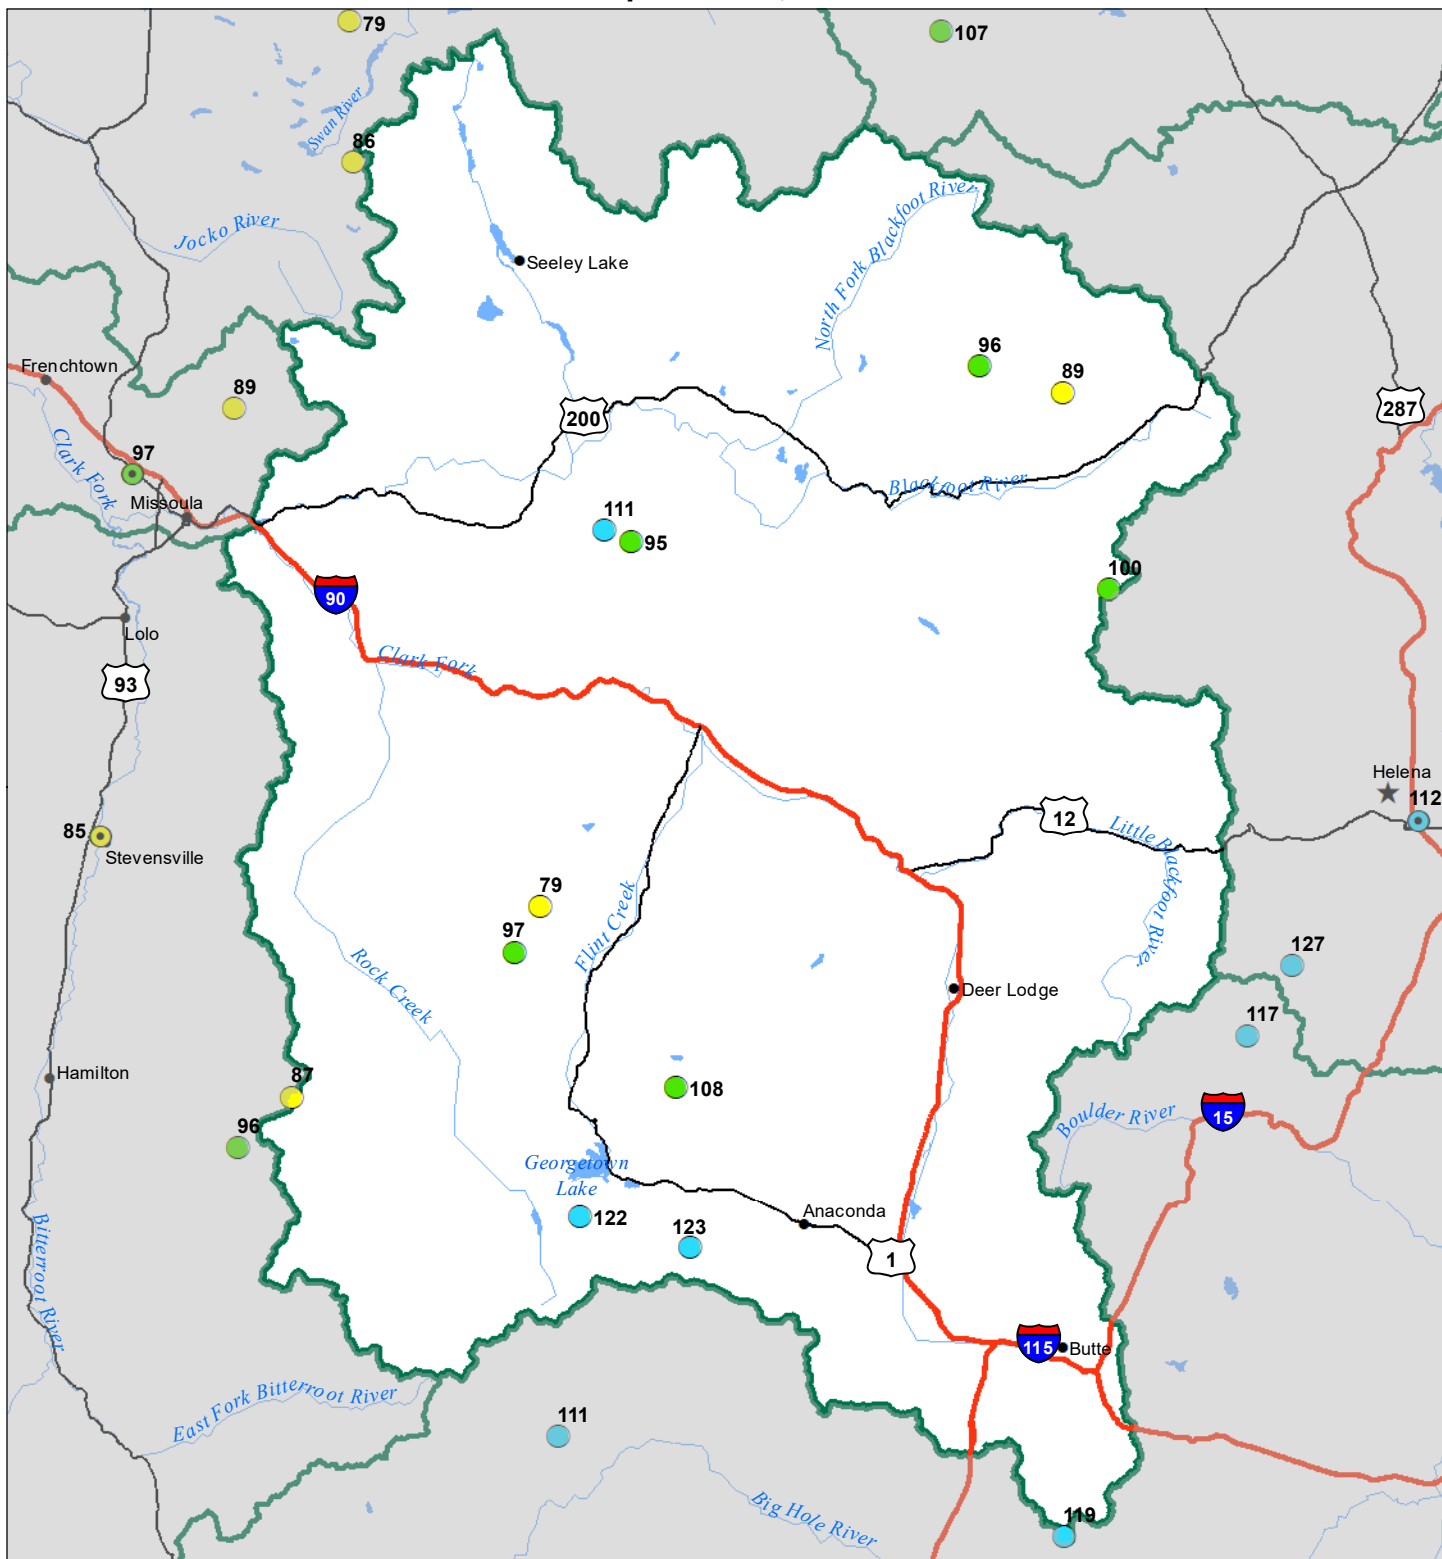 79
107
86
Swan River
Jocko River
North Fork Blackfoot River
Seeley Lake
96
89
Frenchtown
89
200
287
97
Clark Fork
Missoula
Blackfoot River
111
95
100
90
Lolo
Clark Fork
93
Helena
112
12
Little Blackfoot River
85
Stevensville
79
97
Flint Creek
Rock Creek
127
Deer Lodge
117
Hamilton
87
108
15
Boulder River
96
Georgetown
Lake
122
123
Anaconda
1
Bitterroot River
115
Butte
East Fork Bitterroot River
111
Big Hole River
119